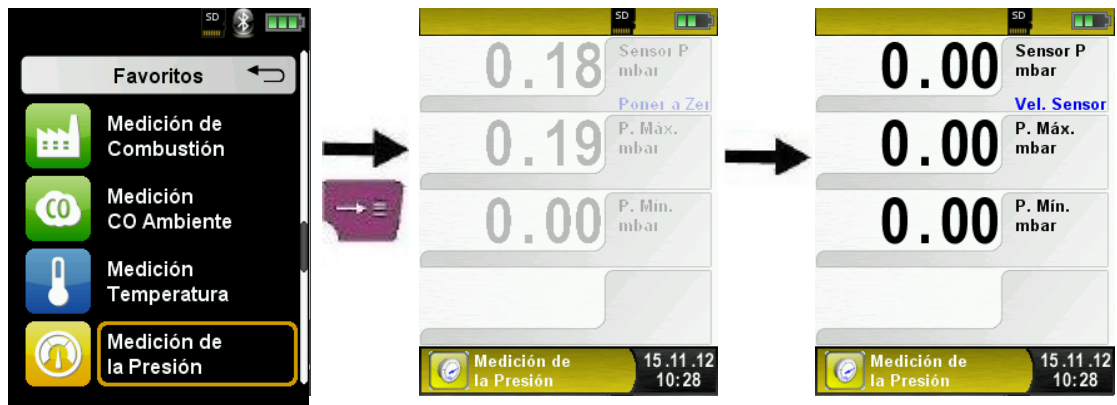 SD
Favoritos
Medición de
Combustión
CO
Medición
CO Ambiente
Medición
Temperatura
Medición de
la Presión
SD
0.18
Sensor P
mbar
Poner a Zer
0.19
P. Máx.
mbar
0.00
P. Mín.
mbar
Medición de
la Presión
15.11.12
10:28
SD
0.00
Sensor P
mbar
Vel. Sensor
0.00
P. Máx.
mbar
0.00
P. Mín.
mbar
Medición de
la Presión
15.11.12
10:28